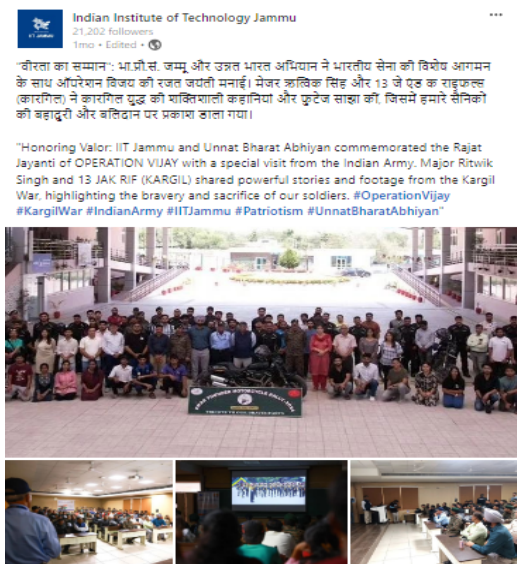 Indian Institute of Technology Jammu
21,202 followers
1mo • Edited •
"वीरता का सम्मान": भा.प्रौ.सं. जम्मू और उन्नत भारत अभियान ने भारतीय सेना की विशेष आगमन
के साथ ऑपरेशन विजय की रजत जयंती मनाई। मेजर ऋत्विक सिंह और 13 जे एंड क राइफल्स
(कारगिल) ने कारगिल युद्ध की शक्तिशाली कहानियां और फुटेज साझा कीं, जिसमें हमारे सैनिकों
की बहादुरी और बलिदान पर प्रकाश डाला गया।
"Honoring Valor: IIT Jammu and Unnat Bharat Abhiyan commemorated the Rajat
Jayanti of OPERATION VIJAY with a special visit from the Indian Army. Major Ritwik
Singh and 13 JAK RIF (KARGIL) shared powerful stories and footage from the Kargil
War, highlighting the bravery and sacrifice of our soldiers. #OperationVijay
#KargilWar #IndianArmy #IITJammu #Patriotism #UnnatBharatAbhiyan"
MOTORCYCLE RALLY